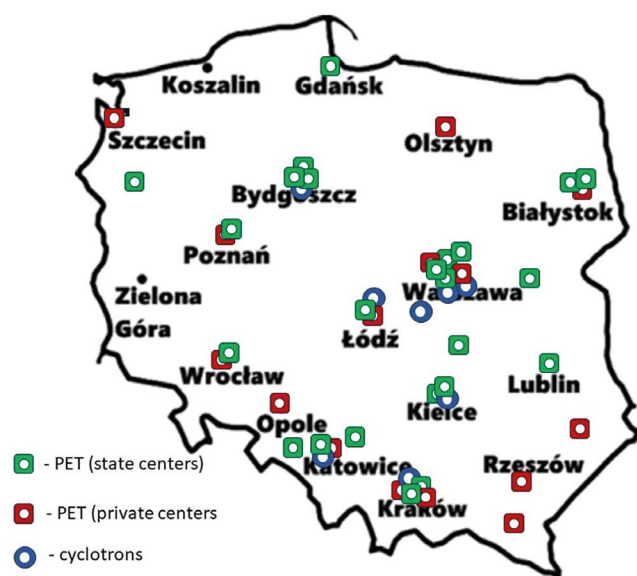 Koszalin
Gdańsk
Szczecin
Olsztyn
Bydgoszcz
Białystok
Poznań
Zielona
Góra
Warszawa
Łódź
Wrocław
Lublin
Kielce
Opole
- PET (state centers)
Katowice
Rzeszów
- PET (private centers
Kraków
- cyclotrons